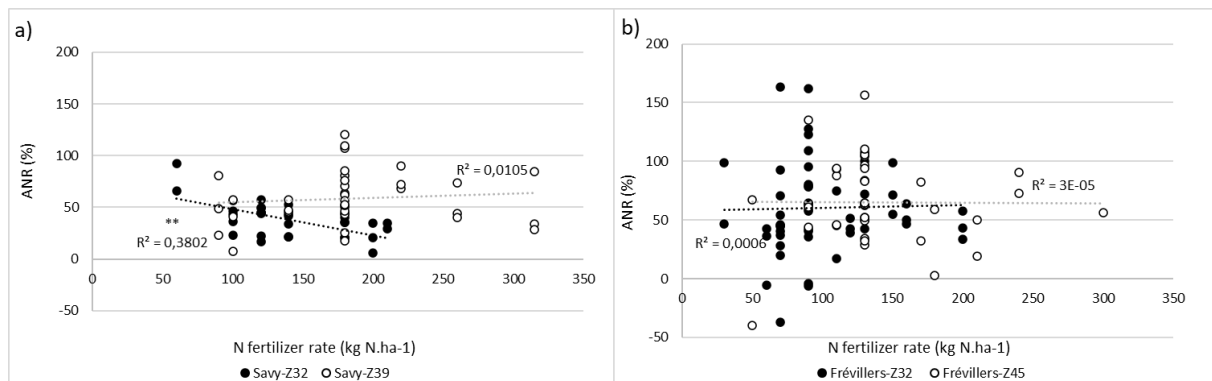 a)
200
150
100
50
0
-50
ANR (%)
R² = 0,0105
**
R² = 0,3802
0 50 100 150 200 250 300 350
N fertilizer rate (kg N.ha-1)
Savy-Z32 Savy-Z39
b)
200
150
100
50
0
-50
ANR (%)
R² = 3E-05
R² = 0,0006
0 50 100 150 200 250 300 350
N fertilizer rate (kg N.ha-1)
Frévillers-Z32 Frévillers-Z45